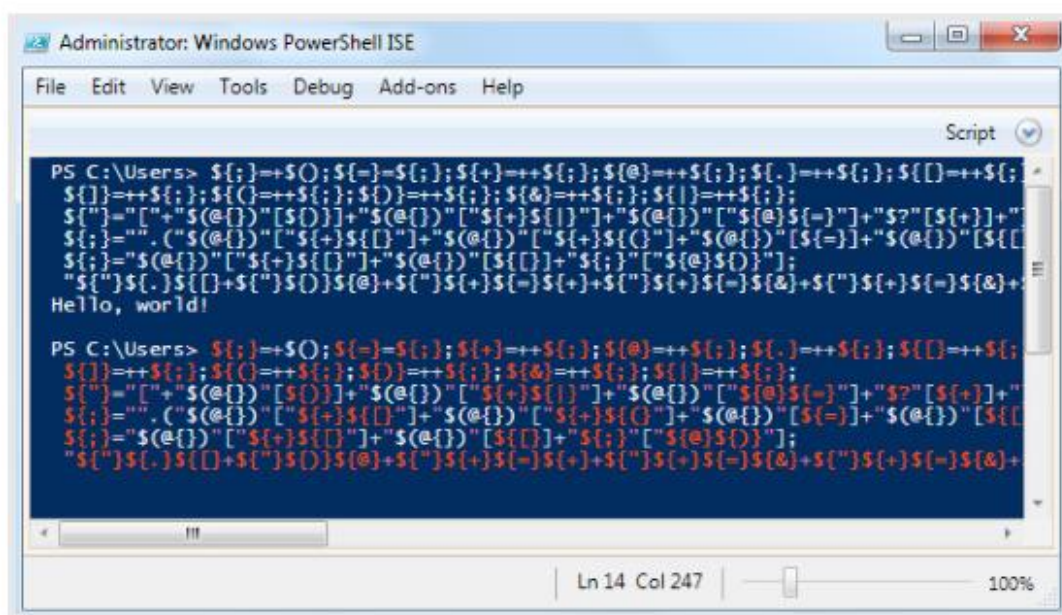 Administrator: Windows PowerShell ISE
File Edit View Tools Debug Add-ons Help
Script
PS C:\Users> ${;}=+$();${=}=${;};${+}=++${;};${@}=++${;};${.}=++${;};${[}=++${;
${]}=++${;};${(}=++${;};${)}=++${;};${&}=++${;};${|}=++${;};
${"}="["+"$(@{})"[${)}]+"$(@{})"["${+}${|}"]+"$(@{})"["${@}${=}"]+"$?"[${+}]+"
${;}="".("$(@{})"["${+}${[}"]+"$(@{})"["${+}${(}"]+"$(@{})"[${=}]+"$(@{})"[${[
${;}="$(@{})"["${+}${[}"]+"$(@{})"[${[}]+"${;}"["${@}${)}"];
"${"}${.}${[}+${"}${)}${@}+${"}${+}${=}${+}+${"}${+}${=}${&}+${"}${+}${=}${&}+
Hello, world!
PS C:\Users> ${;}=+$();${=}=${;};${+}=++${;};${@}=++${;};${.}=++${;};${[}=++${;
${]}=++${;};${(}=++${;};${)}=++${;};${&}=++${;};${|}=++${;};
${"}="["+"$(@{})"[${)}]+"$(@{})"["${+}${|}"]+"$(@{})"["${@}${=}"]+"$?"[${+}]+"
${;}="".("$(@{})"["${+}${[}"]+"$(@{})"["${+}${(}"]+"$(@{})"[${=}]+"$(@{})"[${[
${;}="$(@{})"["${+}${[}"]+"$(@{})"[${[}]+"${;}"["${@}${)}"];
"${"}${.}${[}+${"}${)}${@}+${"}${+}${=}${+}+${"}${+}${=}${&}+${"}${+}${=}${&}+
Ln 14 Col 247
100%